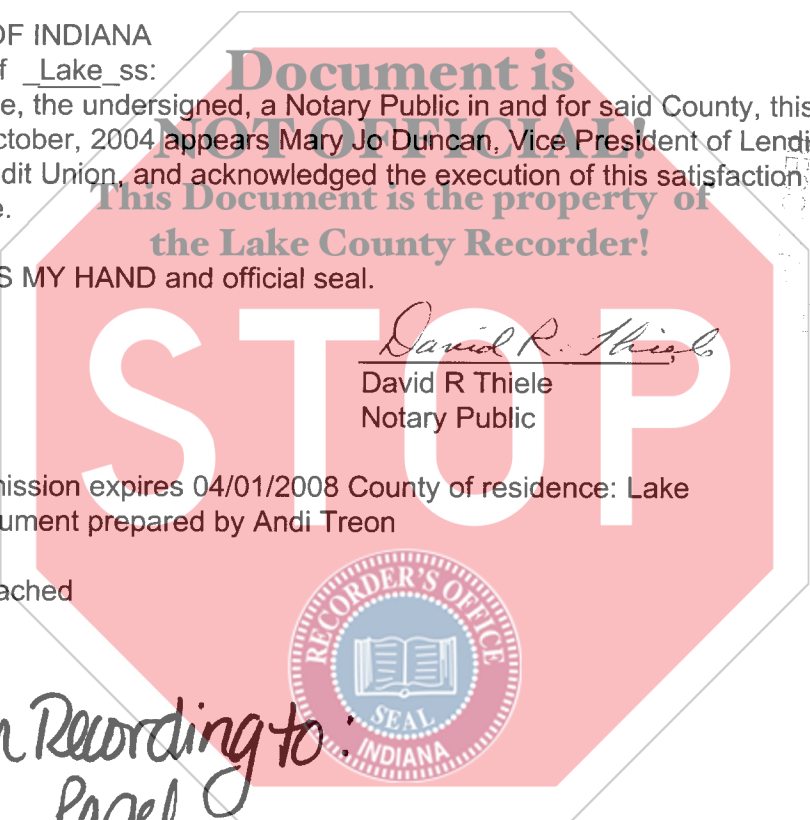 OF INDIANA
f _Lake_ss:
Document is
e, the undersigned, a Notary Public in and for said County, this
NOT OFFICIAL!
ctober, 2004 appears Mary Jo Duncan, Vice President of Lendi
dit Union, and acknowledged the execution of this satisfaction
This Document is the property of
e.
the Lake County Recorder!
S MY HAND and official seal.
STOP
David R. Thiele
David R Thiele
Notary Public
nission expires 04/01/2008 County of residence: Lake
ument prepared by Andi Treon
ached
RECORDER'S OFFICE
SEAL
INDIANA
n Recording to: